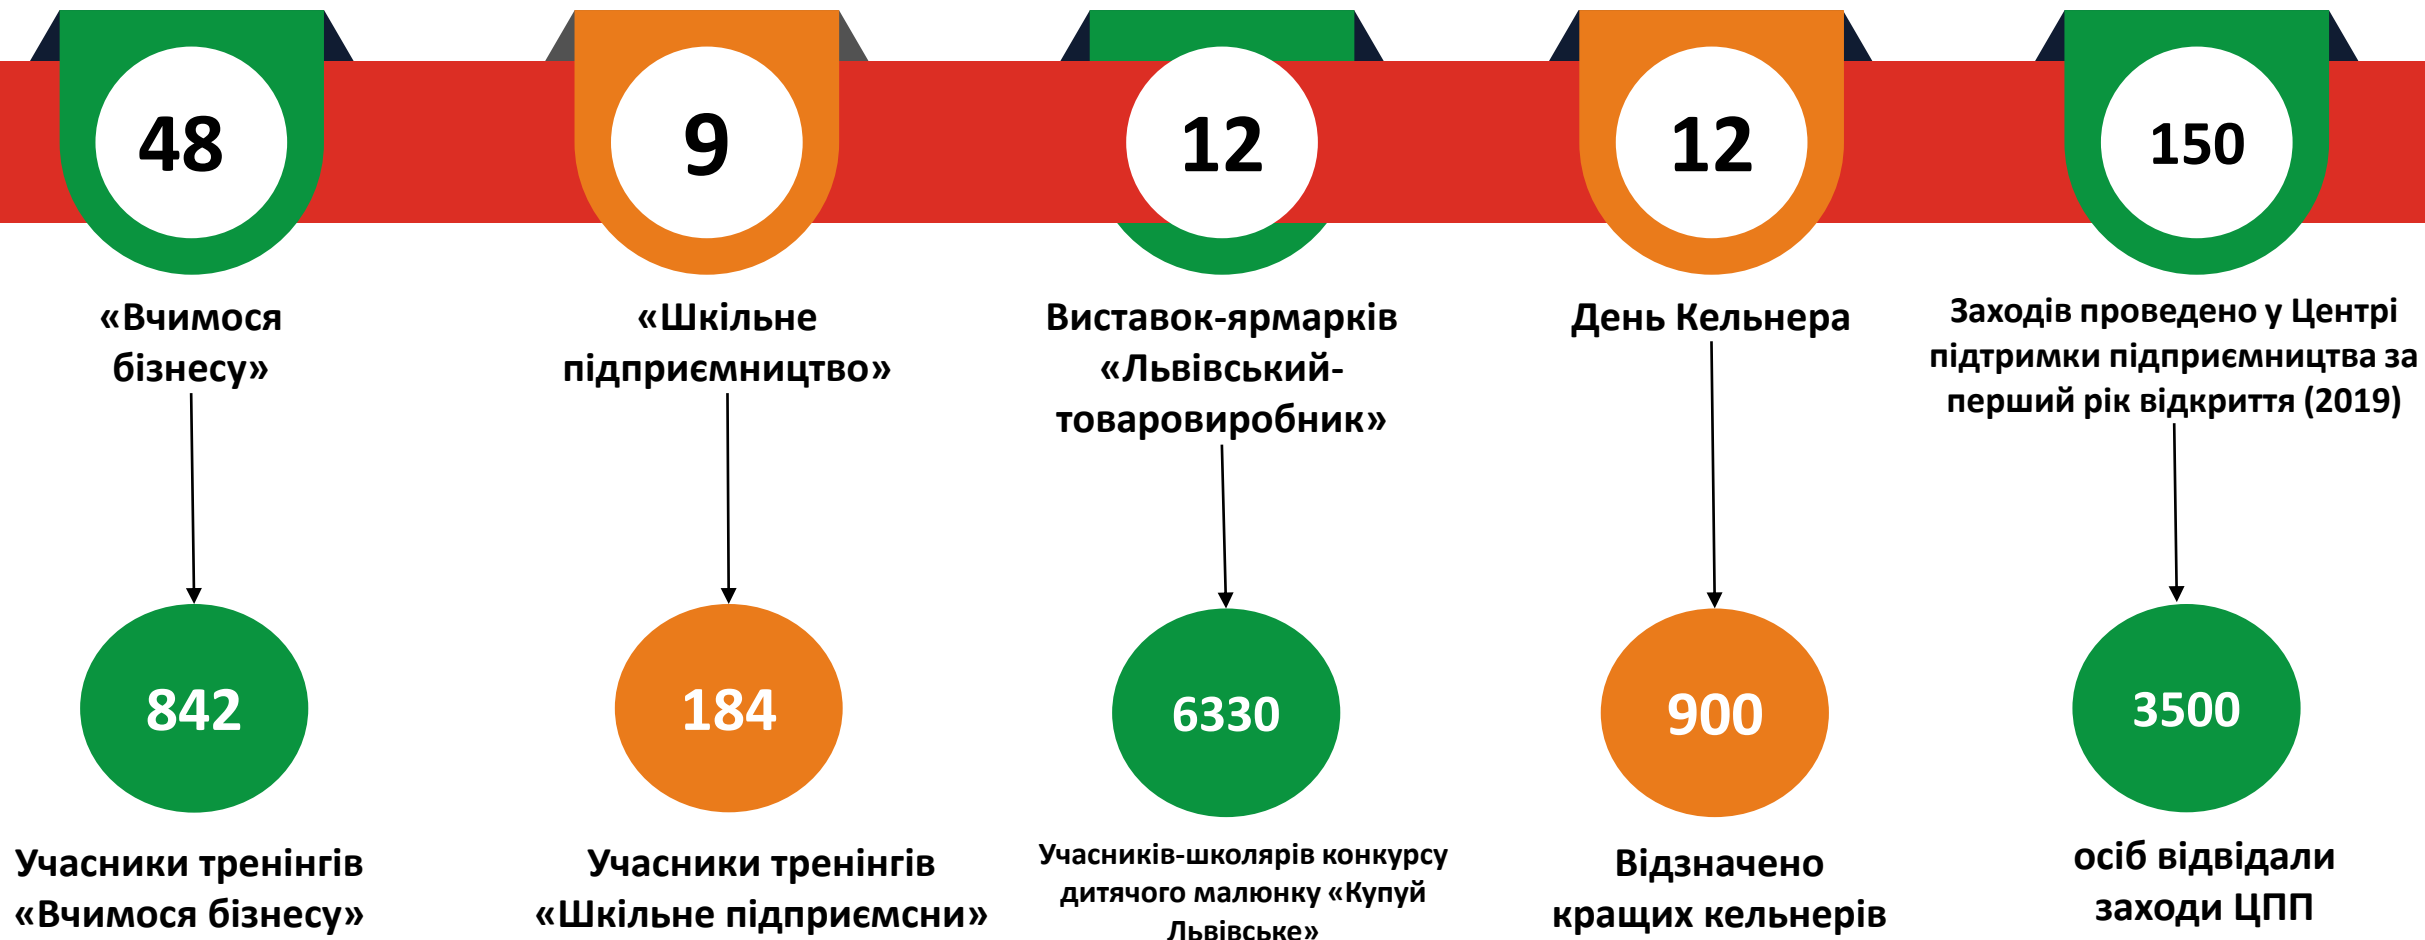 48
«Вчимося
бізнесу»
842
Учасники тренінгів
«Вчимося бізнесу»
9
«Шкільне
підприємництво»
184
Учасники тренінгів
«Шкільне підприємсни»
12
Виставок-ярмарків
«Львівський-
товаровиробник»
6330
Учасників-школярів конкурсу
дитячого малюнку «Купуй
Львівське»
12
День Кельнера
900
Відзначено
кращих кельнерів
150
Заходів проведено у Центрі
підтримки підприємництва за
перший рік відкриття (2019)
3500
осіб відвідали
заходи ЦПП